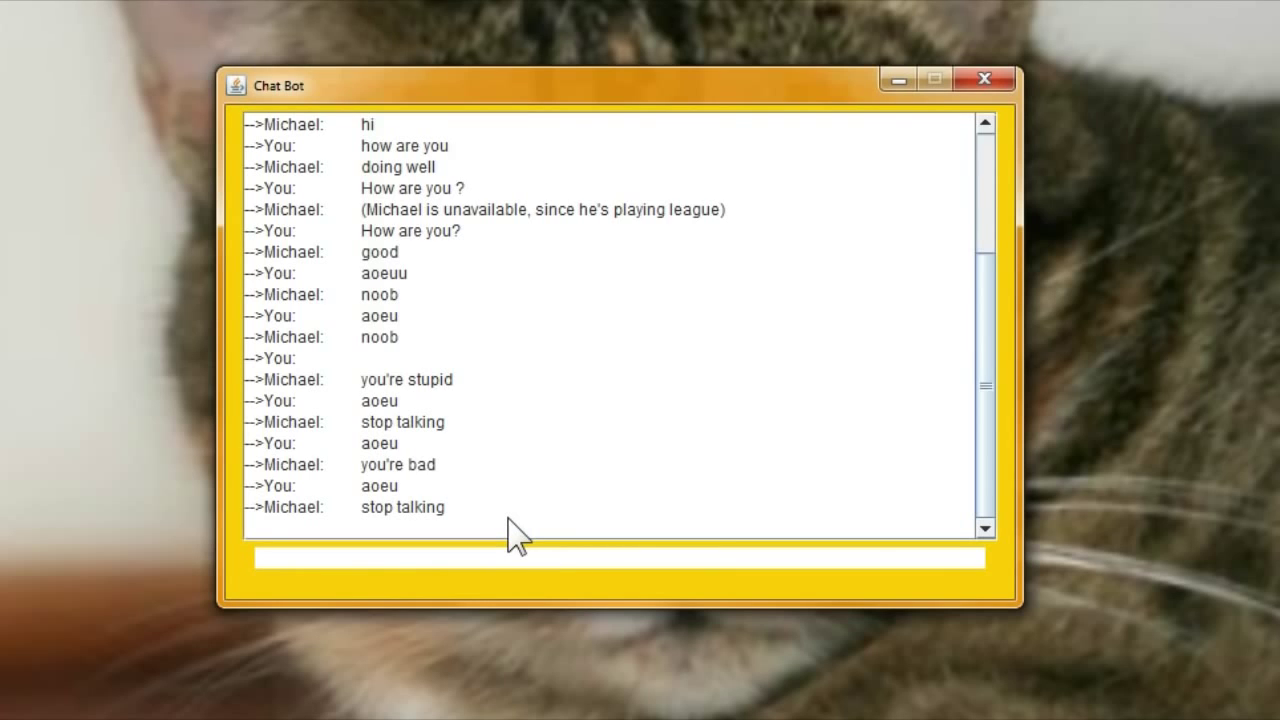 Chat Bot
-->Michael: hi
-->You: how are you
-->Michael: doing well
-->You: How are you ?
-->Michael: (Michael is unavailable, since he's playing league)
-->You: How are you?
-->Michael: good
-->You: aoeuu
-->Michael: noob
-->You: aoeu
-->Michael: noob
-->You:
-->Michael: you're stupid
-->You: aoeu
-->Michael: stop talking
-->You: aoeu
-->Michael: you're bad
-->You: aoeu
-->Michael: stop talking